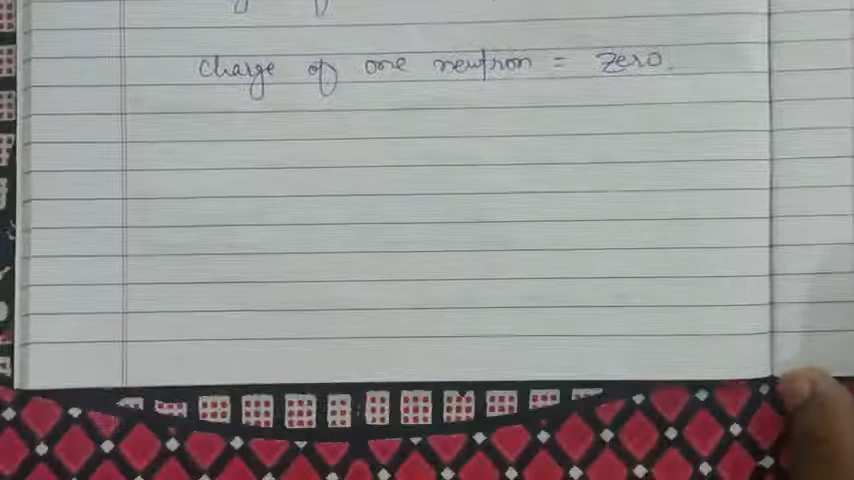 charge of one neutron = zero.